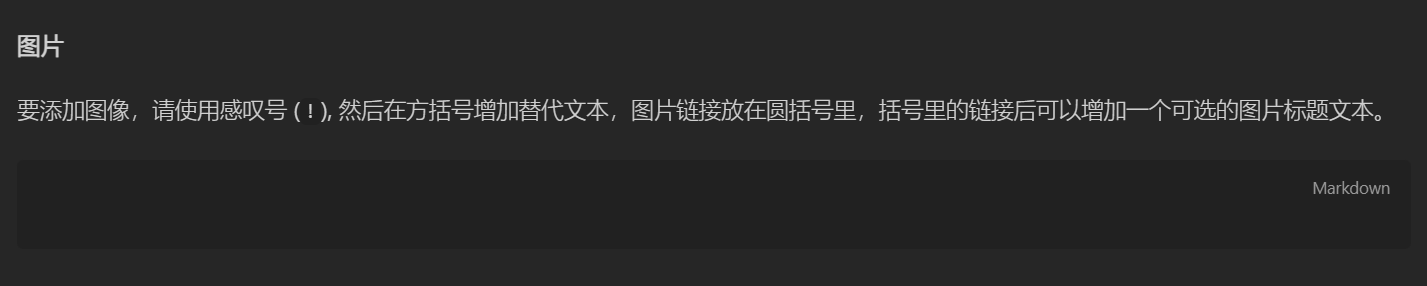 图片
要添加图像，请使用感叹号 ( ! ), 然后在方括号增加替代文本，图片链接放在圆括号里，括号里的链接后可以增加一个可选的图片标题文本。
Markdown